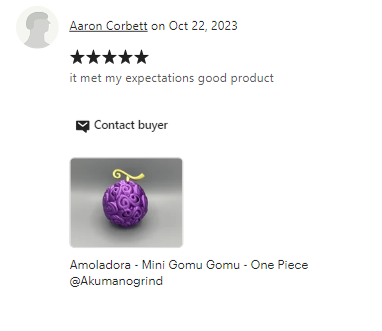 Aaron Corbett on Oct 22, 2023
it met my expectations good product
Contact buyer
Amoladora - Mini Gomu Gomu - One Piece
@Akumanogrind